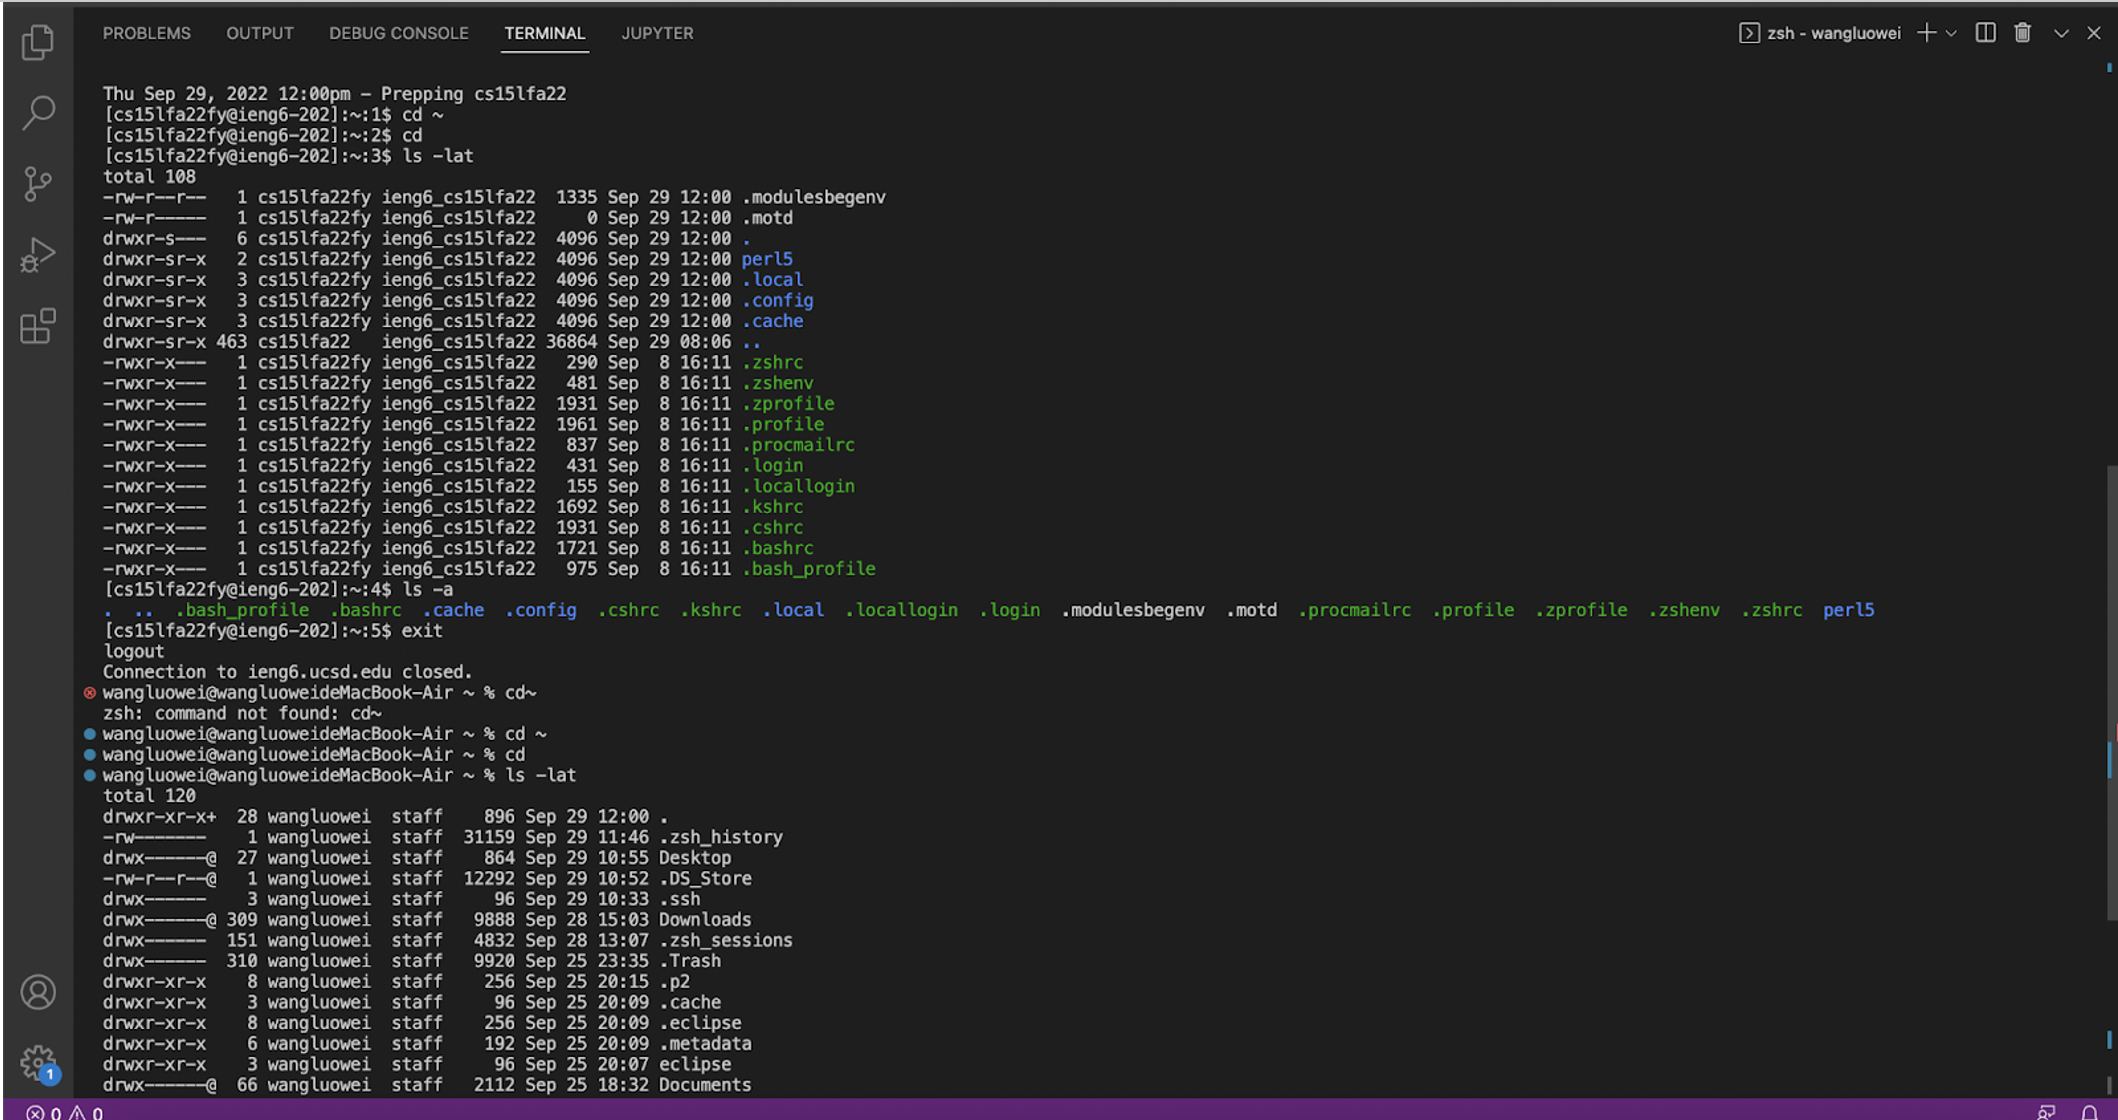 PROBLEMS OUTPUT DEBUG CONSOLE TERMINAL JUPYTER zsh - wangluowei
Thu Sep 29, 2022 12:00pm - Prepping cs15lfa22
[cs15lfa22fy@ieng6-202]:~:1$ cd ~
[cs15lfa22fy@ieng6-202]:~:2$ cd
[cs15lfa22fy@ieng6-202]:~:3$ ls -lat
total 108
-rw-r--r--   1 cs15lfa22fy ieng6_cs15lfa22  1335 Sep 29 12:00 .modulesbegenv
-rw-r-----   1 cs15lfa22fy ieng6_cs15lfa22     0 Sep 29 12:00 .motd
drwxr-s---   6 cs15lfa22fy ieng6_cs15lfa22  4096 Sep 29 12:00 .
drwxr-sr-x   2 cs15lfa22fy ieng6_cs15lfa22  4096 Sep 29 12:00 perl5
drwxr-sr-x   3 cs15lfa22fy ieng6_cs15lfa22  4096 Sep 29 12:00 .local
drwxr-sr-x   3 cs15lfa22fy ieng6_cs15lfa22  4096 Sep 29 12:00 .config
drwxr-sr-x   3 cs15lfa22fy ieng6_cs15lfa22  4096 Sep 29 12:00 .cache
drwxr-sr-x 463 cs15lfa22   ieng6_cs15lfa22 36864 Sep 29 08:06 ..
-rwxr-x---   1 cs15lfa22fy ieng6_cs15lfa22   290 Sep  8 16:11 .zshrc
-rwxr-x---   1 cs15lfa22fy ieng6_cs15lfa22   481 Sep  8 16:11 .zshenv
-rwxr-x---   1 cs15lfa22fy ieng6_cs15lfa22  1931 Sep  8 16:11 .zprofile
-rwxr-x---   1 cs15lfa22fy ieng6_cs15lfa22  1961 Sep  8 16:11 .profile
-rwxr-x---   1 cs15lfa22fy ieng6_cs15lfa22   837 Sep  8 16:11 .procmailrc
-rwxr-x---   1 cs15lfa22fy ieng6_cs15lfa22   431 Sep  8 16:11 .login
-rwxr-x---   1 cs15lfa22fy ieng6_cs15lfa22   155 Sep  8 16:11 .locallogin
-rwxr-x---   1 cs15lfa22fy ieng6_cs15lfa22  1692 Sep  8 16:11 .kshrc
-rwxr-x---   1 cs15lfa22fy ieng6_cs15lfa22  1931 Sep  8 16:11 .cshrc
-rwxr-x---   1 cs15lfa22fy ieng6_cs15lfa22  1721 Sep  8 16:11 .bashrc
-rwxr-x---   1 cs15lfa22fy ieng6_cs15lfa22   975 Sep  8 16:11 .bash_profile
[cs15lfa22fy@ieng6-202]:~:4$ ls -a
.  ..  .bash_profile  .bashrc  .cache  .config  .cshrc  .kshrc  .local  .locallogin  .login  .modulesbegenv  .motd  .procmailrc  .profile  .zprofile  .zshenv  .zshrc  perl5
[cs15lfa22fy@ieng6-202]:~:5$ exit
logout
Connection to ieng6.ucsd.edu closed.
wangluowei@wangluoweideMacBook-Air ~ % cd~
zsh: command not found: cd~
wangluowei@wangluoweideMacBook-Air ~ % cd ~
wangluowei@wangluoweideMacBook-Air ~ % cd
wangluowei@wangluoweideMacBook-Air ~ % ls -lat
total 120
drwxr-xr-x+  28 wangluowei  staff    896 Sep 29 12:00 .
-rw-------    1 wangluowei  staff  31159 Sep 29 11:46 .zsh_history
drwx------@  27 wangluowei  staff    864 Sep 29 10:55 Desktop
-rw-r--r--@   1 wangluowei  staff  12292 Sep 29 10:52 .DS_Store
drwx------    3 wangluowei  staff     96 Sep 29 10:33 .ssh
drwx------@ 309 wangluowei  staff   9888 Sep 28 15:03 Downloads
drwx------  151 wangluowei  staff   4832 Sep 28 13:07 .zsh_sessions
drwx------  310 wangluowei  staff   9920 Sep 25 23:35 .Trash
drwxr-xr-x    8 wangluowei  staff    256 Sep 25 20:15 .p2
drwxr-xr-x    3 wangluowei  staff     96 Sep 25 20:09 .cache
drwxr-xr-x    8 wangluowei  staff    256 Sep 25 20:09 .eclipse
drwxr-xr-x    6 wangluowei  staff    192 Sep 25 20:09 .metadata
drwxr-xr-x    3 wangluowei  staff     96 Sep 25 20:07 eclipse
drwx------@  66 wangluowei  staff   2112 Sep 25 18:32 Documents
1
0 0